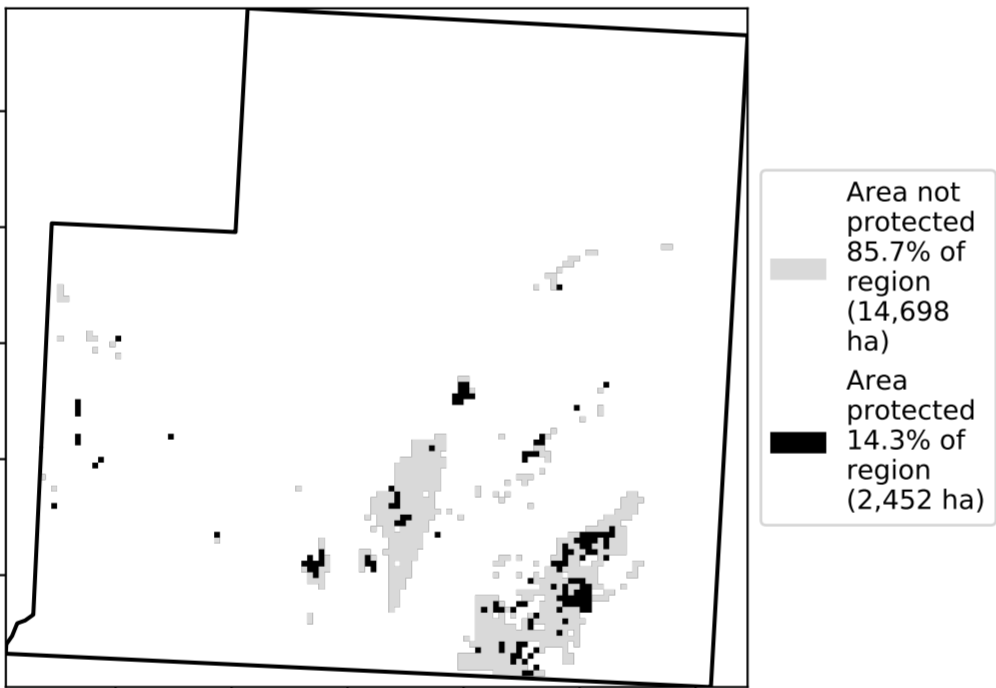 Area not
protected
85.7% of
region
(14,698
ha)
Area
protected
14.3% of
region
(2,452 ha)